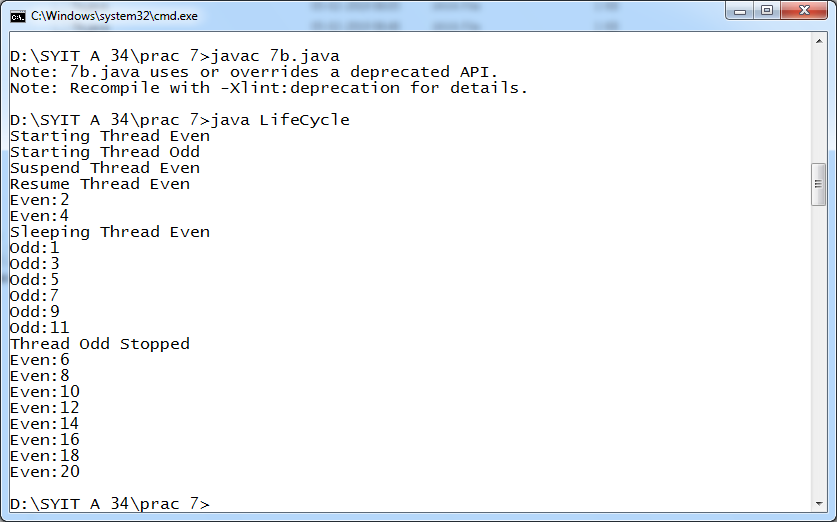 C:\Windows\system32\cmd.exe
D:\SYIT A 34\prac 7>javac 7b.java
Note: 7b.java uses or overrides a deprecated API.
Note: Recompile with -Xlint:deprecation for details.
D:\SYIT A 34\prac 7>java LifeCycle
Starting Thread Even
Starting Thread Odd
Suspend Thread Even
Resume Thread Even
Even:2
Even:4
Sleeping Thread Even
Odd:1
Odd:3
Odd:5
Odd:7
Odd:9
Odd:11
Thread Odd Stopped
Even:6
Even:8
Even:10
Even:12
Even:14
Even:16
Even:18
Even:20
D:\SYIT A 34\prac 7>